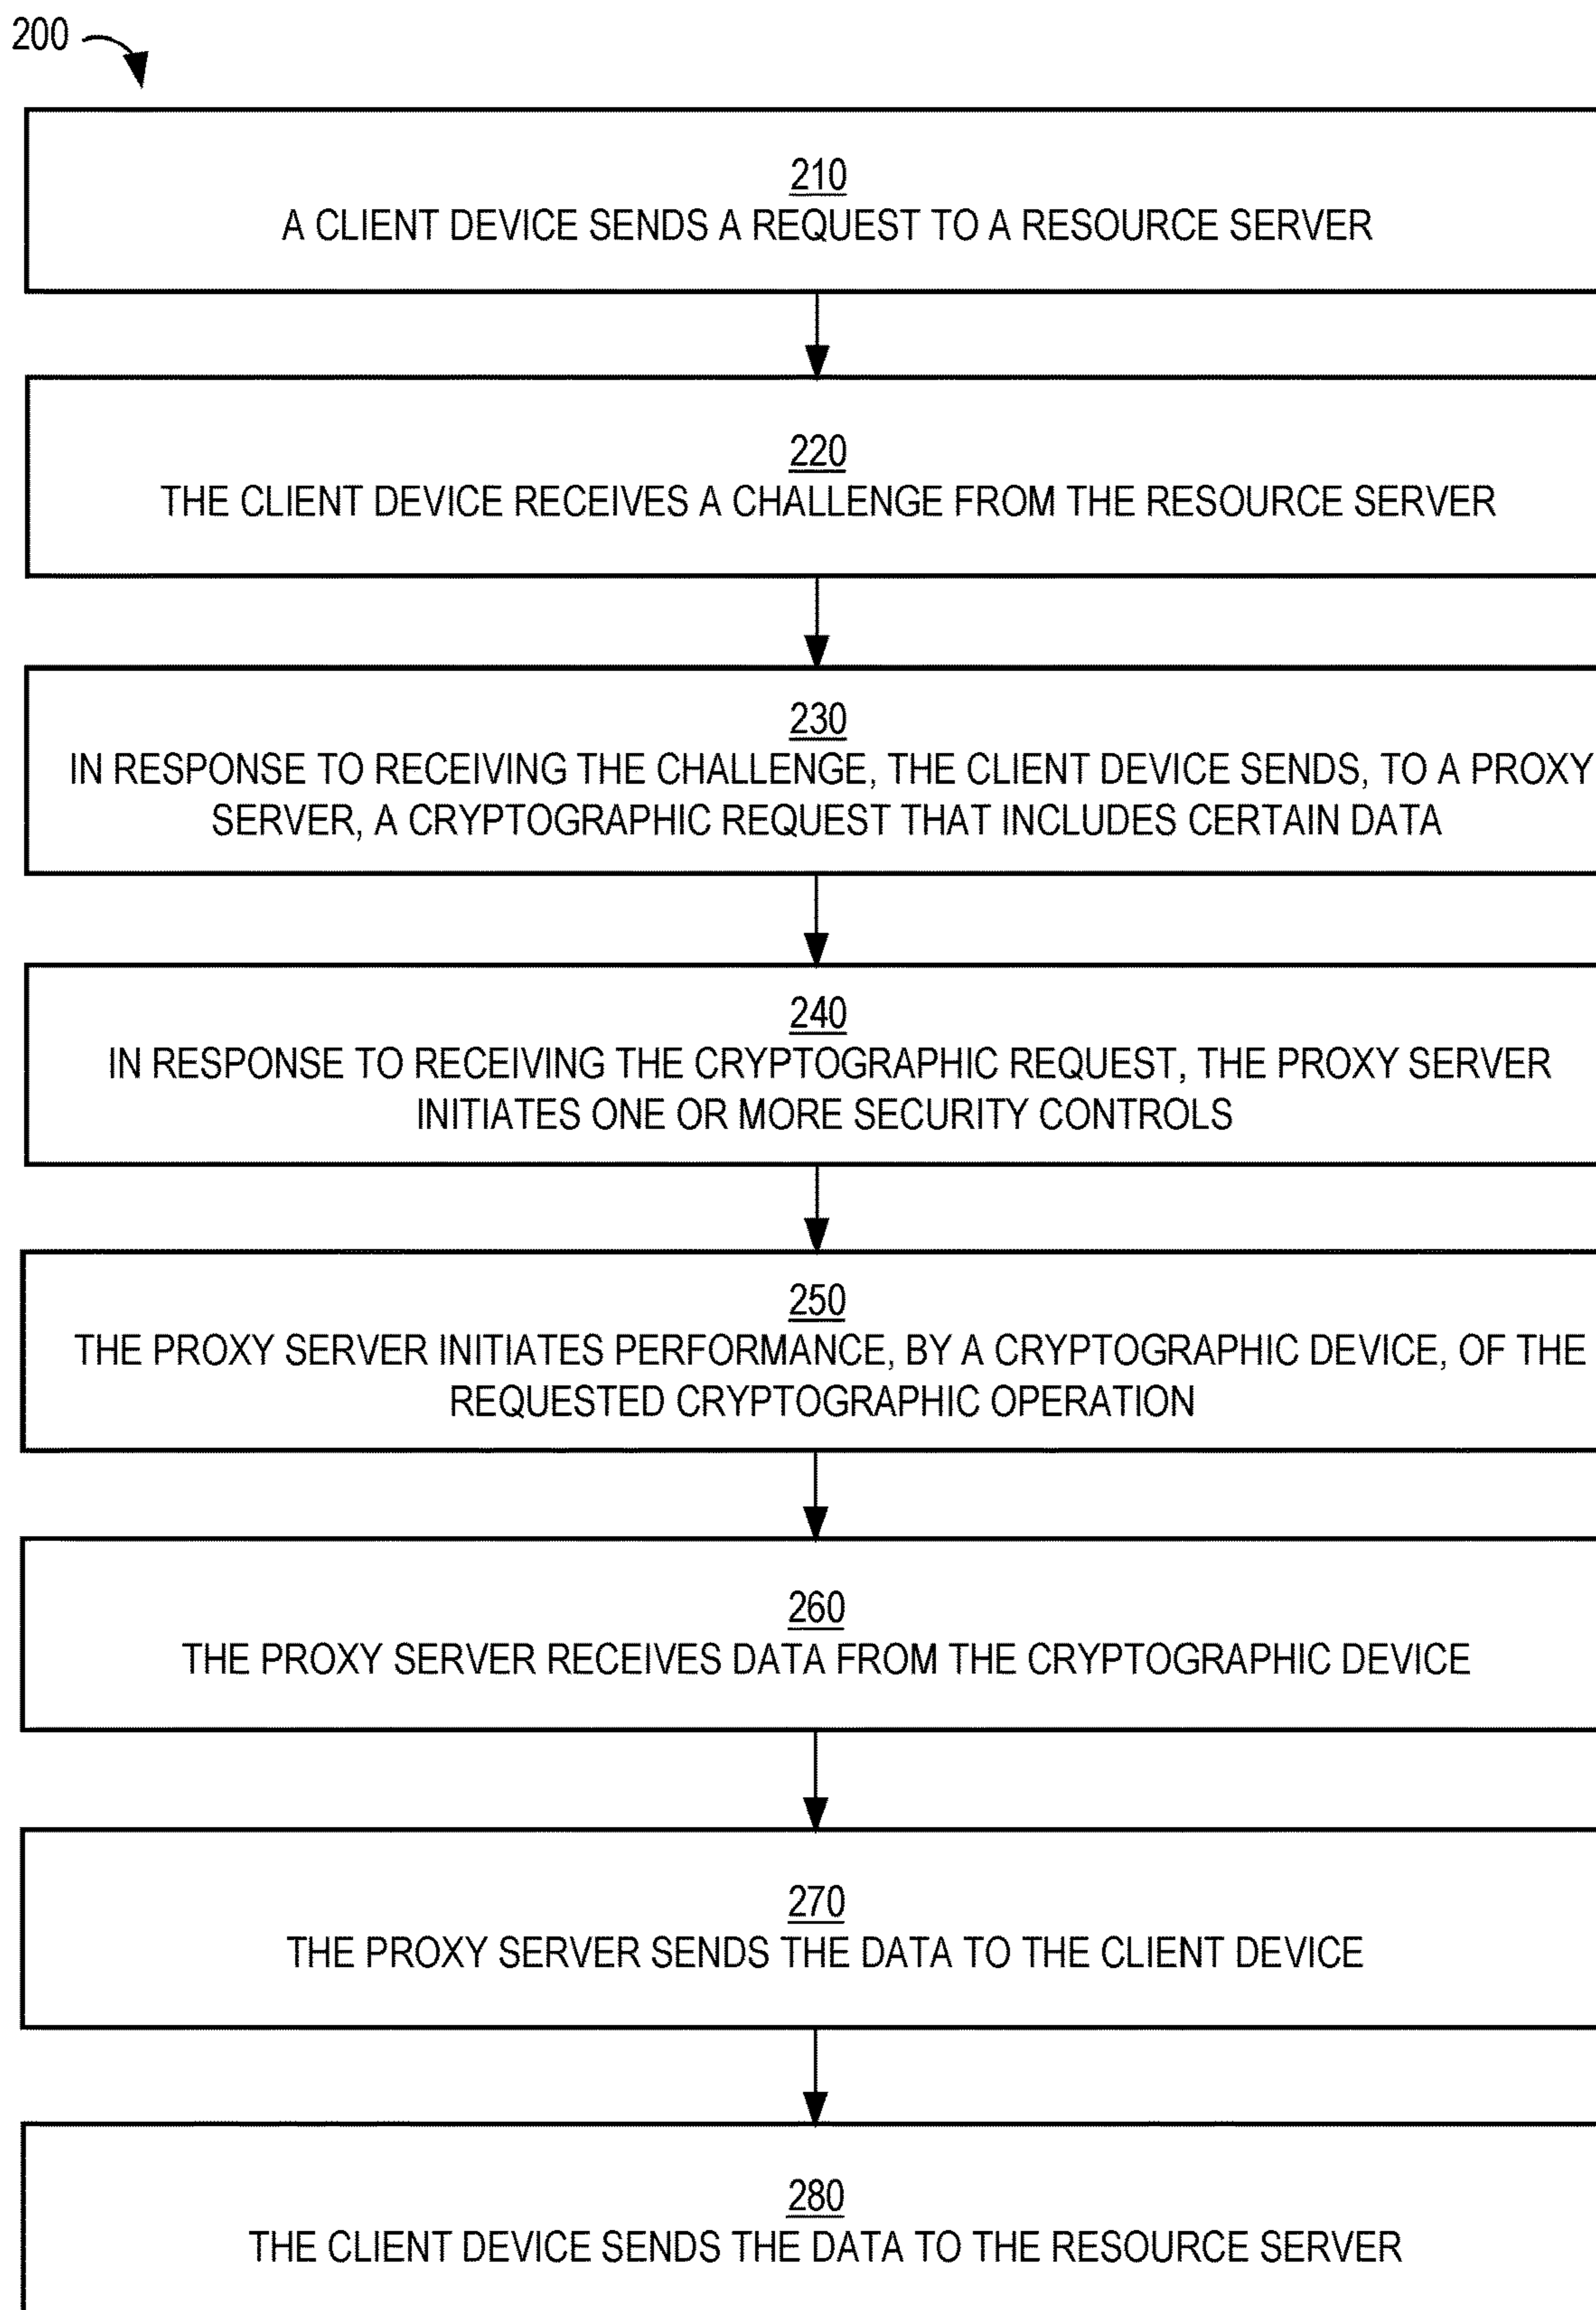 200
210
A CLIENT DEVICE SENDS A REQUEST TO A RESOURCE SERVER
220
THE CLIENT DEVICE RECEIVES A CHALLENGE FROM THE RESOURCE SERVER
230
IN RESPONSE TO RECEIVING THE CHALLENGE, THE CLIENT DEVICE SENDS, TO A PROXY
SERVER, A CRYPTOGRAPHIC REQUEST THAT INCLUDES CERTAIN DATA
240
IN RESPONSE TO RECEIVING THE CRYPTOGRAPHIC REQUEST, THE PROXY SERVER
INITIATES ONE OR MORE SECURITY CONTROLS
250
THE PROXY SERVER INITIATES PERFORMANCE, BY A CRYPTOGRAPHIC DEVICE, OF THE
REQUESTED CRYPTOGRAPHIC OPERATION
260
THE PROXY SERVER RECEIVES DATA FROM THE CRYPTOGRAPHIC DEVICE
270
THE PROXY SERVER SENDS THE DATA TO THE CLIENT DEVICE
280
THE CLIENT DEVICE SENDS THE DATA TO THE RESOURCE SERVER